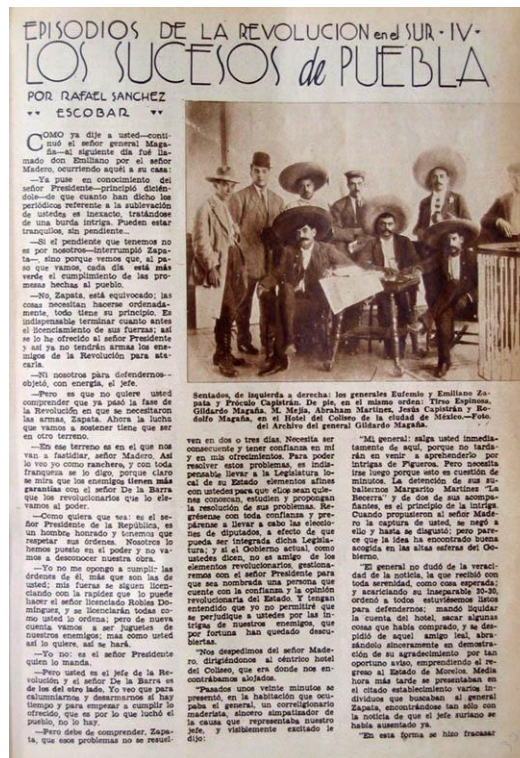 EPISODIOS DE LA REVOLUCION en el SUR - IV -
LOS SUCESOS de PUEBLA
POR RAFAEL SANCHEZ
ESCOBAR
COMO ya dije a usted—conti-
nuó el señor general Maga-
ña—al siguiente día fué lla-
mado don Emiliano por el señor
Madero, ocurriendo aquél a su casa:
—Ya puse en conocimiento del
señor Presidente—principió dicién-
dole—de que cuanto han dicho los
periódicos referente a la sublevación
de ustedes es inexacto, tratándose
de una burda intriga. Pueden estar
tranquilos, sin pendiente...
—Si el pendiente que tenemos no
es por nosotros—interrumpió Zapa-
ta—, sino porque vemos que, al pa-
so que vamos, cada día está más
verde el cumplimiento de las pro-
mesas hechas al pueblo.
—No, Zapata, está equivocado; las
cosas necesitan hacerse ordenada-
mente, todo tiene su principio. Es
indispensable terminar cuanto antes
el licenciamiento de sus fuerzas; así
se lo he ofrecido al señor Presidente
y así ya no tendrán armas los ene-
migos de la Revolución para ata-
carla.
—Ni nosotros para defendernos—
objetó, con energía, el jefe.
—Pero es que no quiere usted
comprender que ya pasó la fase de
la Revolución en que se necesitaron
las armas, Zapata. Ahora la lucha
que vamos a sostener tiene que ser
en otro terreno.
—En ese terreno es en el que nos
van a fastidiar, señor Madero. Así
lo veo yo como ranchero, y con toda
franqueza se lo digo, porque claro
se mira que los enemigos tienen más
garantías con el señor De la Barra
que los revolucionarios que lo ele-
vamos al poder.
—Como quiera que sea: es el se-
ñor Presidente de la República, es
un hombre honrado y tenemos que
respetar sus órdenes. Nosotros lo
hemos puesto en el poder y no va-
mos a desconocer nuestra obra.
—Yo no me opongo a cumplir las
órdenes de él, más que son las de
usted; mis fuerzas se siguen licen-
ciando con la rapidez que lo puede
hacer el señor licenciado Robles Do-
mínguez, y se licenciarán todas co-
mo usted lo ordena; pero de nueva
cuenta vamos a ser juguetes de
nuestros enemigos; mas como usted
así lo quiere, así se hará.
—Yo no: es el señor Presidente
quien lo manda.
—Pero usted es el Jefe de la Re-
volución y el señor De la Barra es
de los del otro lado. Yo veo que para
calumniarnos y desarmarnos sí hay
tiempo y para empezar a cumplir lo
ofrecido, que es por lo que luchó el
pueblo, no lo hay.
—Pero debe de comprender, Zapa-
ta, que esos problemas no se resuel-
Sentados, de izquierda a derecha: los generales Eufemio y Emiliano Za-
pata y Próculo Capistrán. De pie, en el mismo orden: Tirso Espinosa,
Gildardo Magaña, M. Mejía, Abraham Martínez, Jesús Capistrán y Ro-
dolfo Magaña, en el Hotel del Coliseo de la ciudad de México.—Foto.
del Archivo del general Gildardo Magaña.
ven en dos o tres días. Necesita ser
consecuente y tener confianza en mí
y en mis ofrecimientos. Para poder
resolver estos problemas, es indis-
pensable llevar a la Legislatura lo-
cal de su Estado elementos afines
con ustedes para que ellos sean quie-
nes conozcan, estudien y propongan
la resolución de sus problemas. Re-
grésense con toda confianza y pre-
párense a llevar a cabo las eleccio-
nes de diputados, a efecto de que
pueda ser integrada dicha Legisla-
tura; y si el Gobierno actual, como
ustedes dicen, no es amigo de los
elementos revolucionarios, gestiona-
remos con el señor Presidente para
que sea nombrada una persona que
cuente con la confianza y la opinión
revolucionaria del Estado. Y tengan
entendido que yo no permitiré que
se perjudique a ustedes por las in-
trigas de nuestros enemigos, que
por fortuna han quedado descu-
biertas.
"Nos despedimos del señor Made-
ro, dirigiéndonos al céntrico hotel
del Coliseo, que era donde nos en-
contrábamos alojados.
"Pasados unos veinte minutos se
presentó, en la habitación que ocu-
paba el general, un correligionario
maderista, sincero simpatizador de
la causa que representaba nuestro
jefe, y visiblemente excitado le
dijo:
"Mi general: salga usted inmedia-
tamente de aquí, porque no tarda-
rán en venir a aprehenderlo por
intrigas de Figueroa. Pero necesita
irse luego porque esto es cuestión de
minutos. La detención de sus su-
balternos Margarito Martínez "La
Becerra" y de dos de sus acompa-
ñantes, es el principio de la intriga.
Cuando propusieron al señor Made-
ro la captura de usted, se negó a
ello y hasta se disgustó; pero pare-
ce que la idea ha encontrado buena
acogida en las altas esferas del Go-
bierno.
"El general no dudó de la veraci-
dad de la noticia, la que recibió con
toda serenidad, como cosa esperada;
y acariciando su inseparable 30-30,
ordenó a todos estuviésemos listos
para defendernos; mandó liquidar
la cuenta del hotel, sacar algunas
cosas que había comprado, y se des-
pidió de aquel amigo leal, abra-
zándolo sinceramente en demostra-
ción de su agradecimiento por tan
oportuno aviso, emprendiendo el re-
greso al Estado de Morelos. Media
hora más tarde se presentaban en
el citado establecimiento varios in-
dividuos que buscaban al general
Zapata, encontrándose tan sólo con
la noticia de que el jefe suriano se
había ausentado ya.
"En esta forma se hizo fracasar